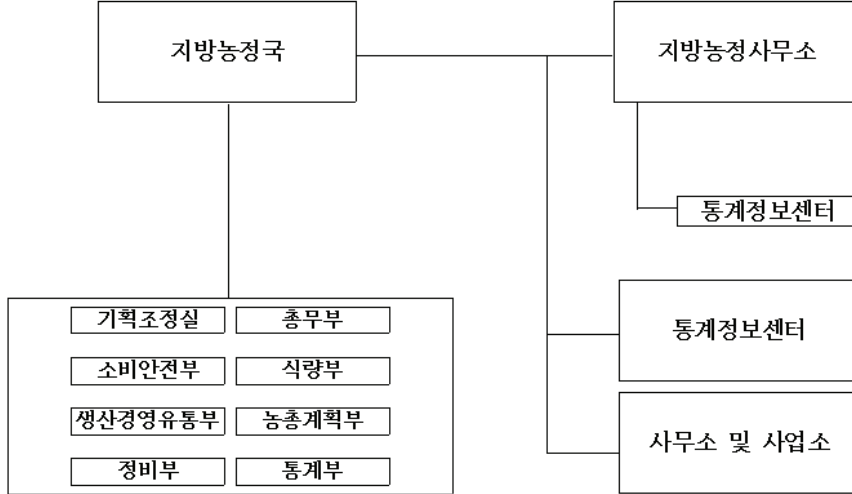 지방농정국
지방농정사무소
통계정보센터
기획조정실
총무부
소비안전부
식량부
생산경영유통부
농총계획부
정비부
통계부
통계정보센터
사무소 및 사업소